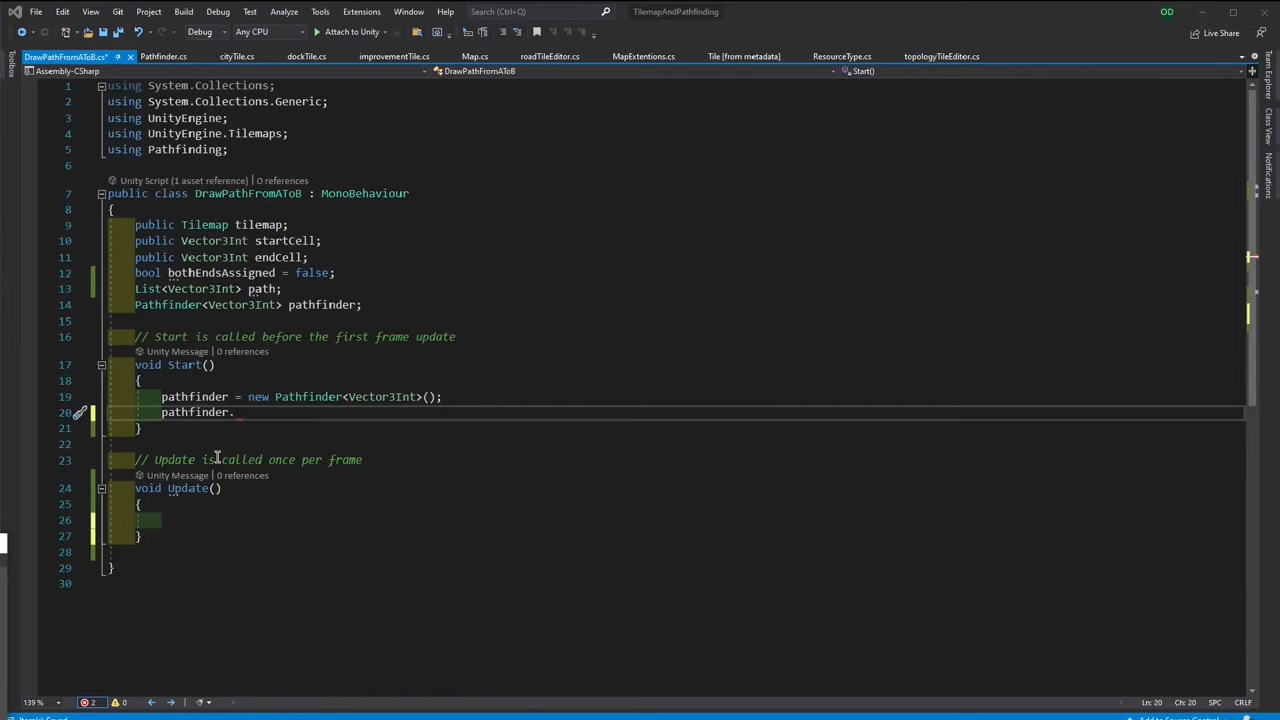 File Edit View Git Project Build Debug Test Analyze Tools Extensions Window Help Search (Ctrl+Q) TilemapAndPathfinding OD
Debug Any CPU Attach to Unity Live Share
DrawPathFromAToB.cs* Pathfinder.cs cityTile.cs dockTile.cs improvementTile.cs roadTileEditor.cs Map.cs MapExtentions.cs Tile [from metadata] ResourceType.cs topologyTileEditor.cs
Assembly-CSharp DrawPathFromAToB Start()
Toolbox
Team Explorer
Class View
Notifications
1 using System.Collections;
2 using System.Collections.Generic;
3 using UnityEngine;
4 using UnityEngine.Tilemaps;
5 using Pathfinding;
6
Unity Script (1 asset reference) | 0 references
7 public class DrawPathFromAToB : MonoBehaviour
8 {
9 public Tilemap tilemap;
10 public Vector3Int startCell;
11 public Vector3Int endCell;
12 bool bothEndsAssigned = false;
13 List<Vector3Int> path;
14 Pathfinder<Vector3Int> pathfinder;
15
16 // Start is called before the first frame update
Unity Message | 0 references
17 void Start()
18 {
19 pathfinder = new Pathfinder<Vector3Int>();
20 pathfinder.
21 }
22
23 // Update is called once per frame
Unity Message | 0 references
24 void Update()
25 {
26
27 }
28
29 }
30
139 % 2 0 Ln: 20 Ch: 20 SPC CRLF